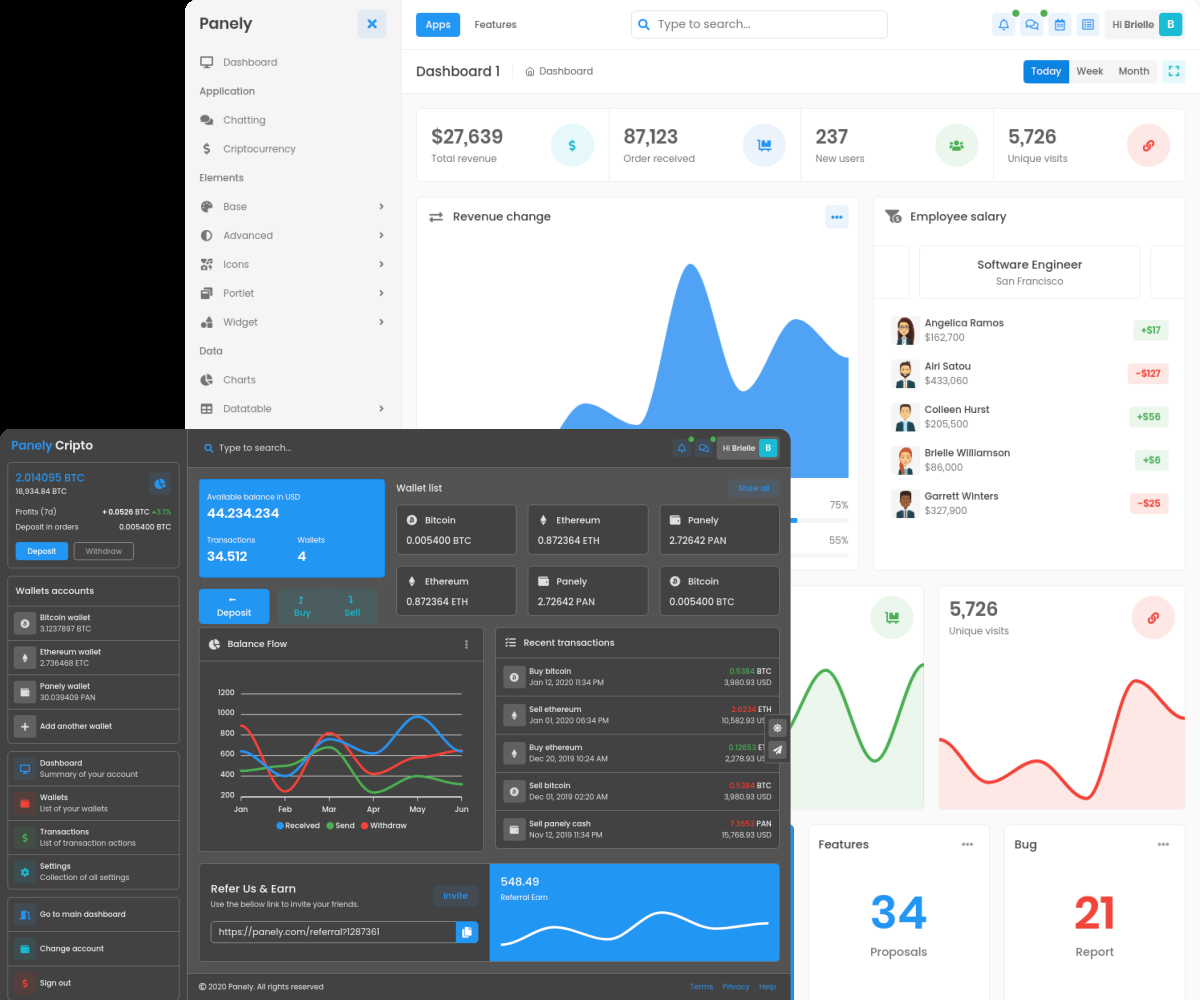 Panely
Apps
Features
Type to search...
Hi Brielle
B
Dashboard 1
Dashboard
Today
Week
Month
Dashboard
Application
Chatting
Criptocurrency
Elements
Base
Advanced
Icons
Portlet
Widget
Data
Charts
Datatable
$27,639
Total revenue
87,123
Order received
237
New users
5,726
Unique visits
Revenue change
75%
55%
Employee salary
Software Engineer
San Francisco
Angelica Ramos
$162,700
+$17
Airi Satou
$433,060
-$127
Colleen Hurst
$205,500
+$56
Brielle Williamson
$86,000
+$6
Garrett Winters
$327,900
-$25
5,726
Unique visits
Features
34
Proposals
Bug
21
Report
Panely Cripto
Type to search...
Hi Brielle
B
2.014095 BTC
18,934.84 BTC
Profits (7d)
+ 0.0526 BTC +3.1%
Deposit in orders
0.005400 BTC
Deposit
Withdraw
Wallets accounts
Bitcoin wallet
3.1237897 BTC
Ethereum wallet
2.736468 ETC
Panely wallet
30.039409 PAN
Add another wallet
Dashboard
Summary of your account
Wallets
List of your wallets
Transactions
List of transaction actions
Settings
Collection of all settings
Go to main dashboard
Change account
Sign out
Available balance in USD
44.234.234
Transactions
Wallets
34.512
4
Deposit
Buy
Sell
Wallet list
Show all
Bitcoin
0.005400 BTC
Ethereum
0.872364 ETH
Panely
2.72642 PAN
Ethereum
0.872364 ETH
Panely
2.72642 PAN
Bitcoin
0.005400 BTC
Balance Flow
1200
1000
800
600
400
200
Jan
Feb
Mar
Apr
May
Jun
Received
Send
Withdraw
Recent transactions
Buy bitcoin
0.5384 BTC
Jan 12, 2020 11:34 PM
3,980.93 USD
Sell ethereum
2.6234 ETH
Jan 01, 2020 06:34 PM
10,582.93 US
Buy ethereum
0.12653 ET
Dec 20, 2019 10:24 AM
2,278.93 US
Sell bitcoin
0.5384 BTC
Dec 01, 2019 02:20 AM
3,980.93 USD
Sell panely cash
7.3653 PAN
Nov 12, 2019 11:34 PM
15,768.93 USD
Refer Us & Earn
Use the bellow link to invite your friends.
Invite
https://panely.com/referral?1287361
548.49
Referral Earn
© 2020 Panely. All rights reserved
Terms
Privacy
Help